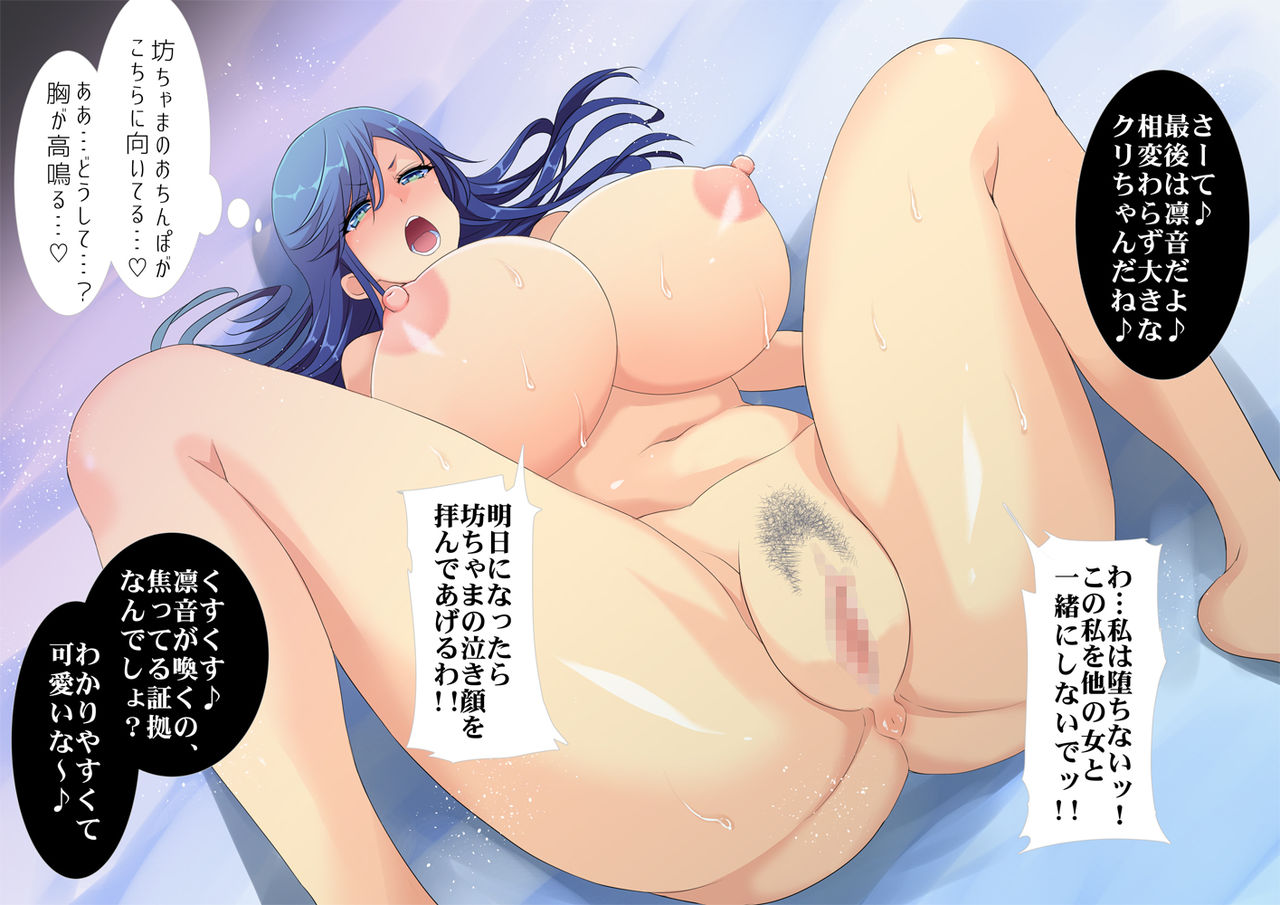 さーて♪
最後は凛音だよ♪
相変わらず大きな
クリちゃんだね♪
わ…私は堕ちないッ！
この私を他の女と
一緒にしないでッ！！
坊ちゃまのおちんぽが
こちらに向いてる…♡
ああ…どうして…？
胸が高鳴る…♡
明日になったら
坊ちゃまの泣き顔を
拝んであげるわ！！
くすくす♪
凛音が喚くの、
焦ってる証拠
なんでしょ？
わかりやすくて
可愛いな～♪